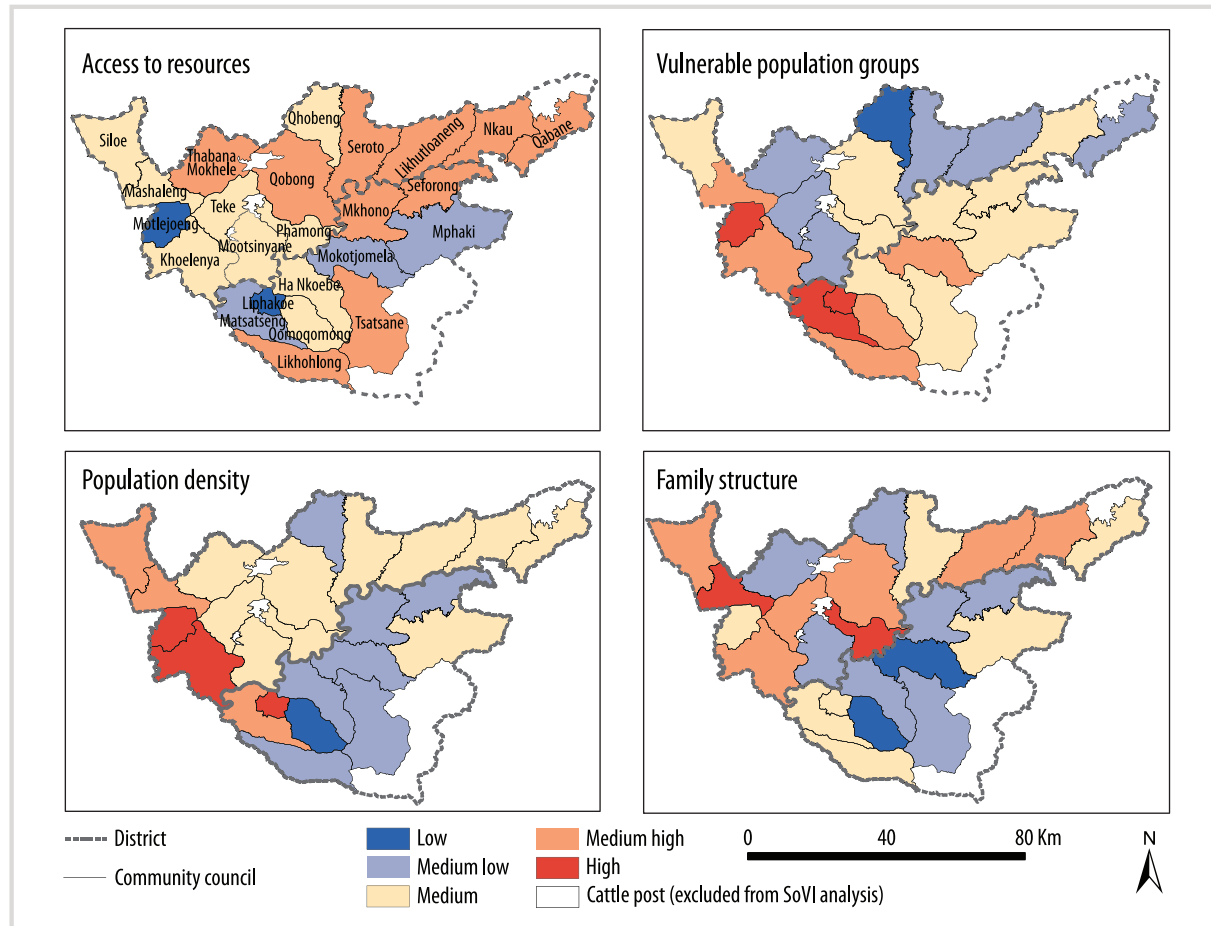 Access to resources
Qhobeng
Siloe
Thabana
Mokhele
Seroto
Likhutloaneng
Nkau
Qabane
Mashaleng
Qobong
Seforong
Teke
Mkhono
Motlejoeng
Phamong
Mphaki
Mootsinyane
Khoelenya
Mokotjomela
Ha Nkoebe
Liphakoe
Matsatseng
Qomoqomong
Tsatsane
Likhohlong
Vulnerable population groups
Population density
Family structure
District
Community council
Low
Medium low
Medium
Medium high
High
Cattle post (excluded from SoVI analysis)
0 40 80 Km
N